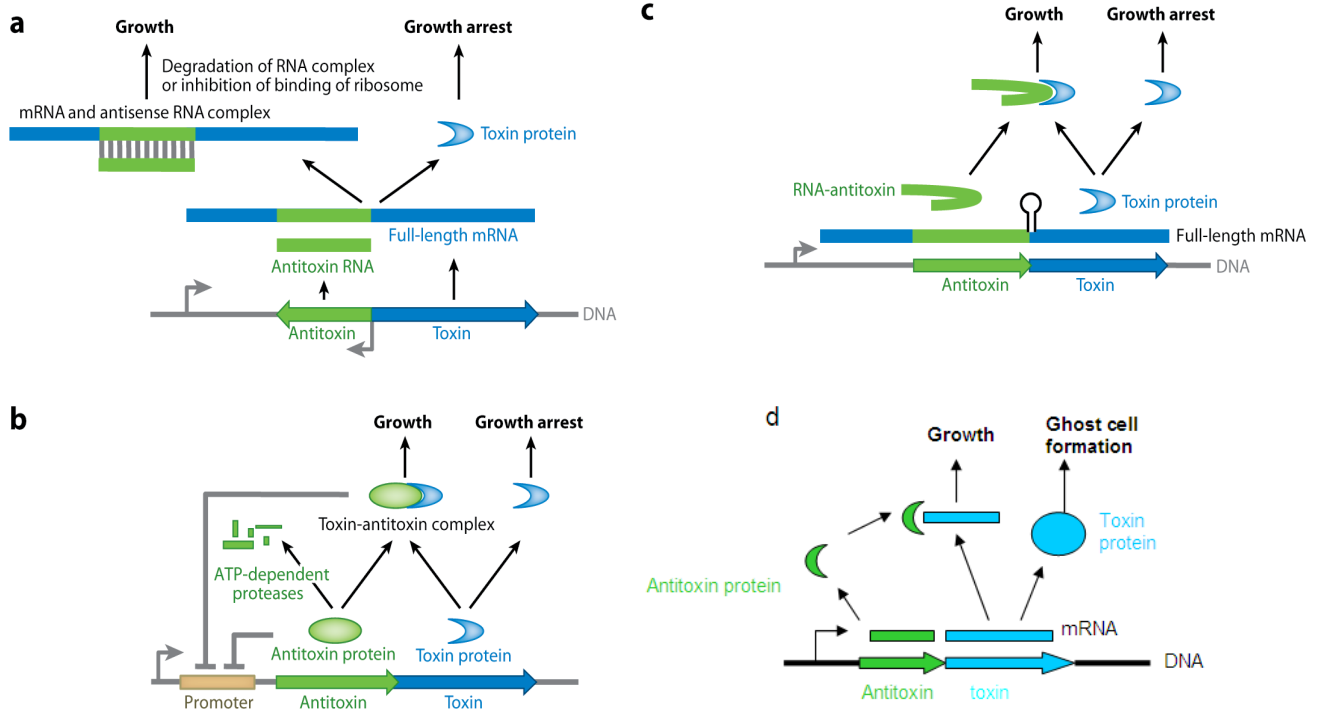 a
Growth
Growth arrest
Degradation of RNA complex
or inhibition of binding of ribosome
mRNA and antisense RNA complex
Toxin protein
Full-length mRNA
Antitoxin RNA
DNA
Antitoxin
Toxin
b
Growth
Growth arrest
Toxin-antitoxin complex
ATP-dependent
proteases
Antitoxin protein
Toxin protein
Promoter
Antitoxin
Toxin
c
Growth
Growth arrest
RNA-antitoxin
Toxin protein
Full-length mRNA
DNA
Antitoxin
Toxin
d
Growth
Ghost cell
formation
Toxin
protein
Antitoxin protein
mRNA
DNA
Antitoxin
toxin